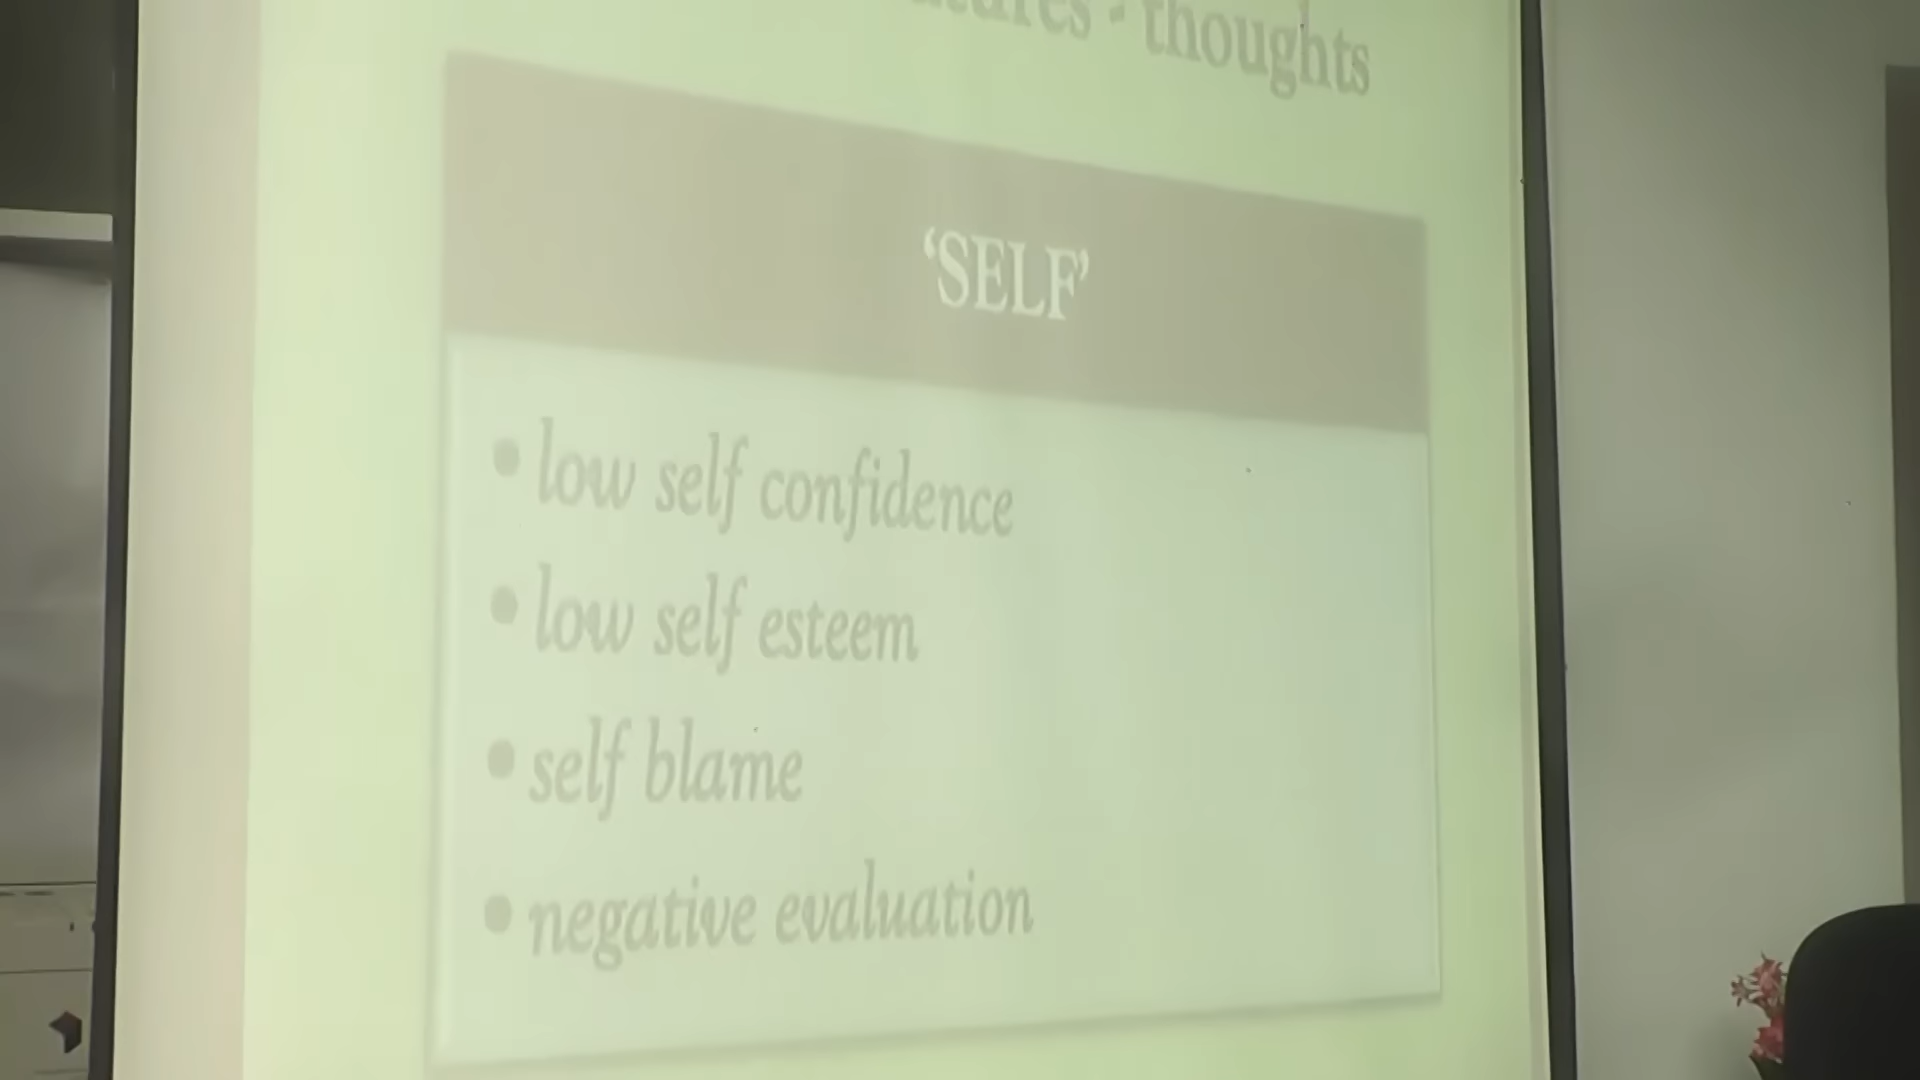 - thoughts
‘SELF’
• low self confidence
• low self esteem
• self blame
• negative evaluation